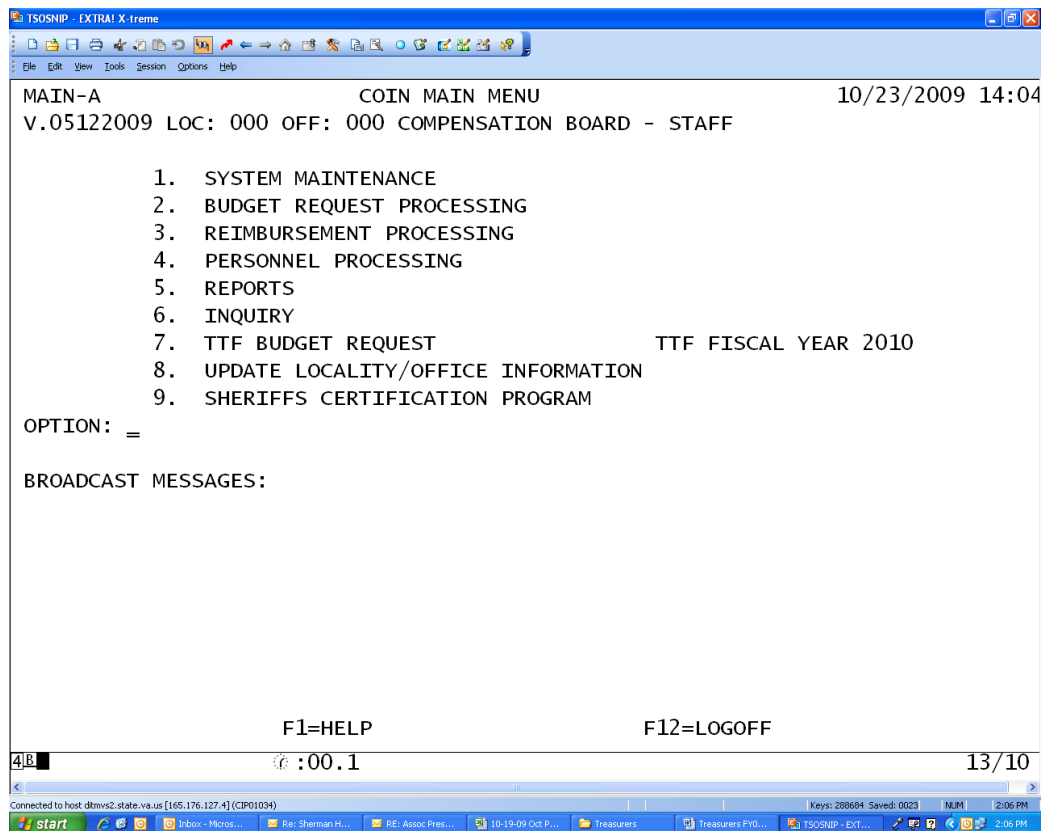 TSOSNIP - EXTRA! X-treme
File Edit View Tools Session Options Help
MAIN-A COIN MAIN MENU 10/23/2009 14:04
V.05122009 LOC: 000 OFF: 000 COMPENSATION BOARD - STAFF
1. SYSTEM MAINTENANCE
2. BUDGET REQUEST PROCESSING
3. REIMBURSEMENT PROCESSING
4. PERSONNEL PROCESSING
5. REPORTS
6. INQUIRY
7. TTF BUDGET REQUEST TTF FISCAL YEAR 2010
8. UPDATE LOCALITY/OFFICE INFORMATION
9. SHERIFFS CERTIFICATION PROGRAM
OPTION: _
BROADCAST MESSAGES:
F1=HELP F12=LOGOFF
4B :00.1 13/10
Connected to host ditmvs2.state.va.us [165.176.127.4] (CIP01034) Keys: 288684 Saved: 0023 NUM 2:06 PM
start Inbox - Micros... Re: Sherman H... RE: Assoc Pres... 10-19-09 Oct P... Treasurers Treasurers FY0... TSOSNIP - EXT... 2:06 PM